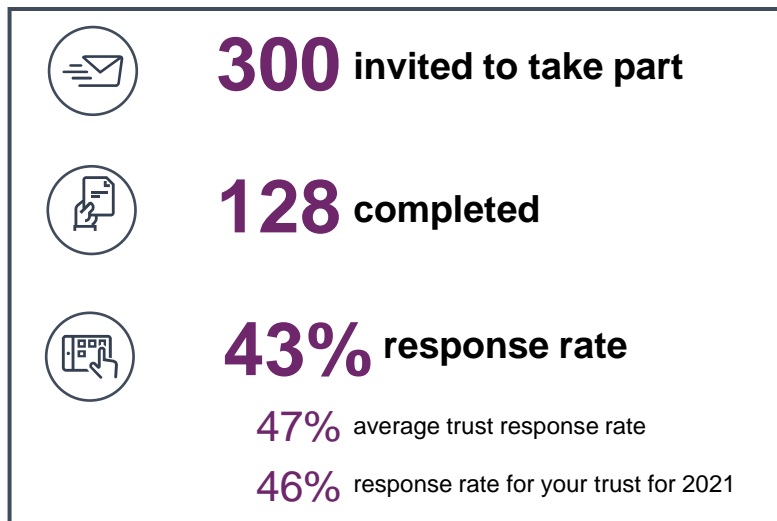 300 invited to take part
128 completed
43% response rate
47% average trust response rate
46% response rate for your trust for 2021